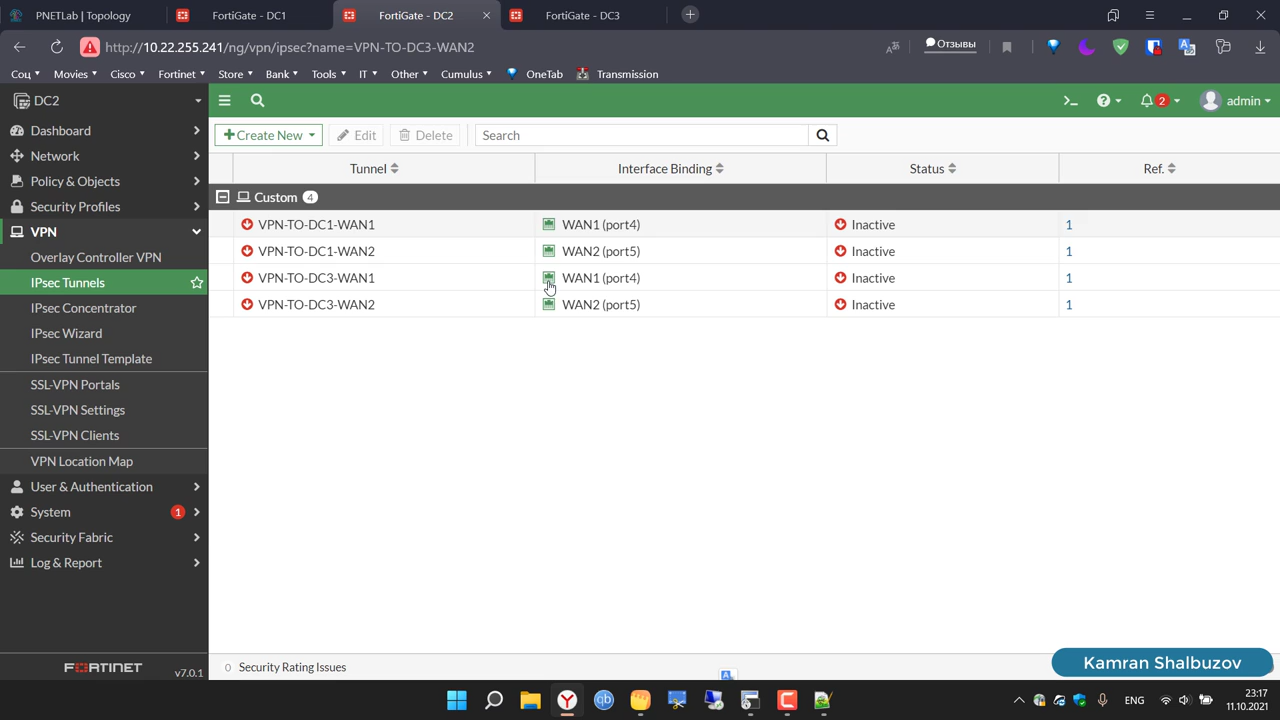 PNETLab | Topology
FortiGate - DC1
FortiGate - DC2
FortiGate - DC3
http://10.22.255.241/ng/vpn/ipsec?name=VPN-TO-DC3-WAN2
Отзывы
Соц
Movies
Cisco
Fortinet
Store
Bank
Tools
IT
Other
Cumulus
OneTab
Transmission
DC2
>_
2
admin
Dashboard
Network
Policy & Objects
Security Profiles
VPN
Overlay Controller VPN
IPsec Tunnels
IPsec Concentrator
IPsec Wizard
IPsec Tunnel Template
SSL-VPN Portals
SSL-VPN Settings
SSL-VPN Clients
VPN Location Map
User & Authentication
System 1
Security Fabric
Log & Report
FORTINET v7.0.1
+Create New
Edit
Delete
Search
Tunnel Interface Binding Status Ref.
Custom 4
VPN-TO-DC1-WAN1 WAN1 (port4) Inactive 1
VPN-TO-DC1-WAN2 WAN2 (port5) Inactive 1
VPN-TO-DC3-WAN1 WAN1 (port4) Inactive 1
VPN-TO-DC3-WAN2 WAN2 (port5) Inactive 1
0 Security Rating Issues
Kamran Shalbuzov
qb
ENG
23:17
11.10.2021